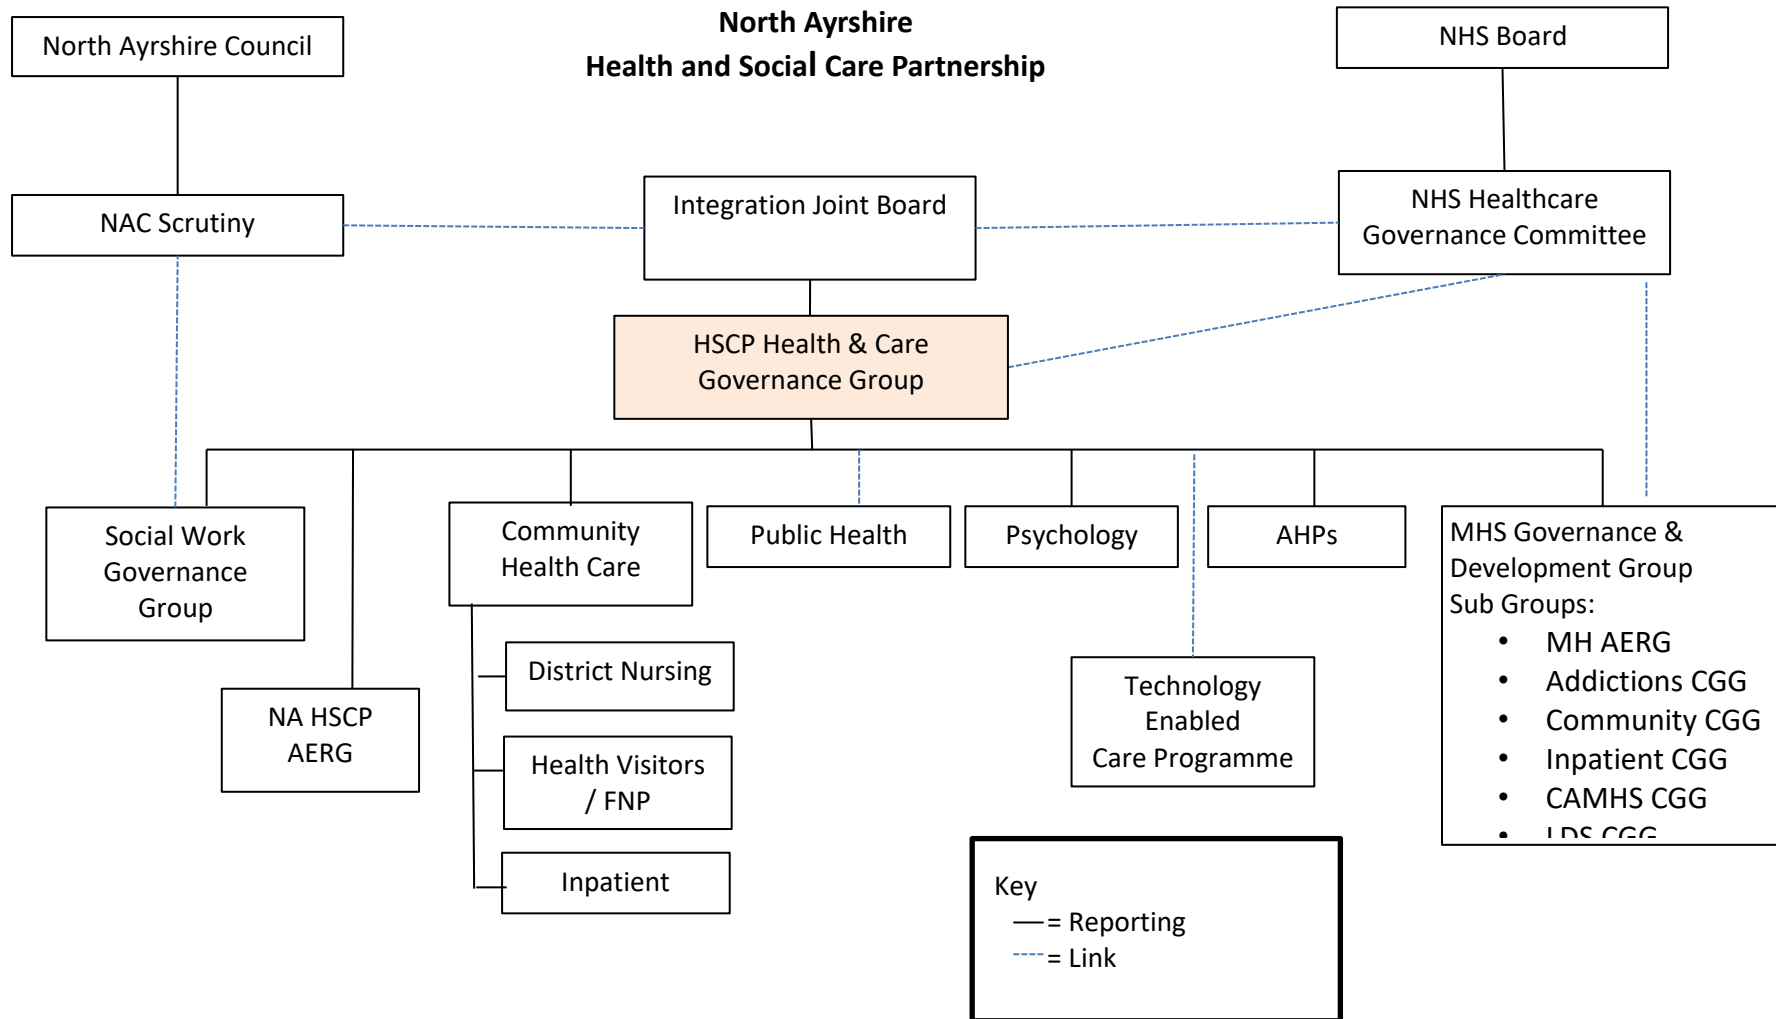 North Ayrshire
Health and Social Care Partnership
North Ayrshire Council
NHS Board
NAC Scrutiny
Integration Joint Board
NHS Healthcare
Governance Committee
HSCP Health & Care
Governance Group
Social Work
Governance
Group
NA HSCP
AERG
Community
Health Care
District Nursing
Health Visitors
/ FNP
Inpatient
Public Health
Psychology
Technology
Enabled
Care Programme
AHPs
MHS Governance &
Development Group
Sub Groups:
• MH AERG
• Addictions CGG
• Community CGG
• Inpatient CGG
• CAMHS CGG
• LDS CGG
Key
= Reporting
= Link